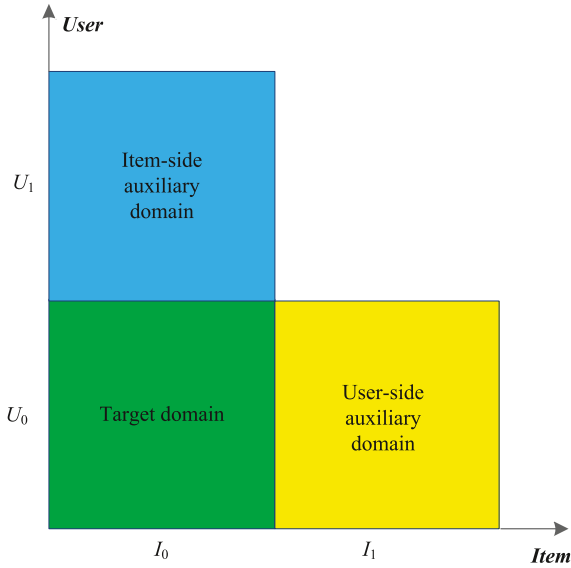 User
Item-side
auxiliary
domain
U1
User-side
auxiliary
domain
Target domain
U0
I0
I1
Item